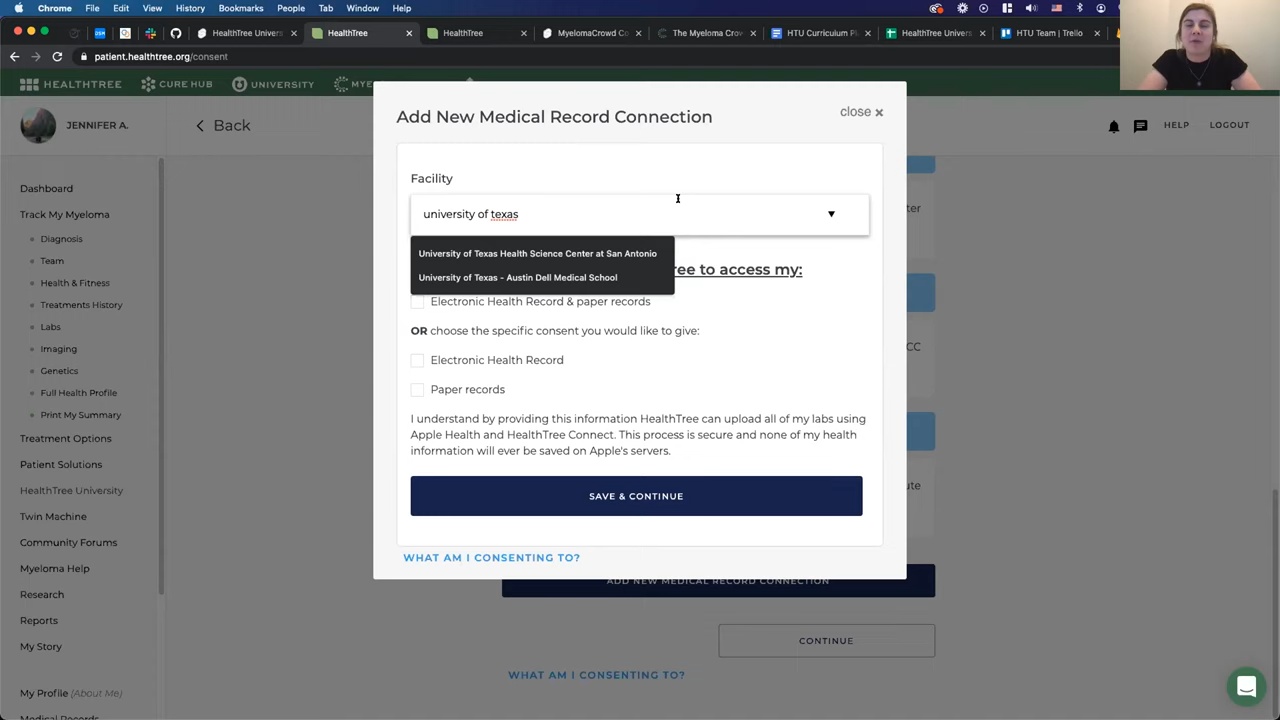 Chrome File Edit View History Bookmarks People Tab Window Help
HealthTree Univers HealthTree HealthTree MyelomaCrowd Co The Myeloma Crow HTU Curriculum Pl HealthTree Univers HTU Team | Trello
patient.healthtree.org/consent
HEALTHTREE CURE HUB UNIVERSITY
JENNIFER A.
Back
HELP LOGOUT
Dashboard
Track My Myeloma
Diagnosis
Team
Health & Fitness
Treatments History
Labs
Imaging
Genetics
Full Health Profile
Print My Summary
Treatment Options
Patient Solutions
HealthTree University
Twin Machine
Community Forums
Myeloma Help
Research
Reports
My Story
My Profile (About Me)
Medical Records
Add New Medical Record Connection
close ×
Facility
university of texas
University of Texas Health Science Center at San Antonio
University of Texas - Austin Dell Medical School
ree to access my:
Electronic Health Record & paper records
OR choose the specific consent you would like to give:
Electronic Health Record
Paper records
I understand by providing this information HealthTree can upload all of my labs using
Apple Health and HealthTree Connect. This process is secure and none of my health
information will ever be saved on Apple's servers.
SAVE & CONTINUE
WHAT AM I CONSENTING TO?
ter
CC
ute
ADD NEW MEDICAL RECORD CONNECTION
CONTINUE
WHAT AM I CONSENTING TO?